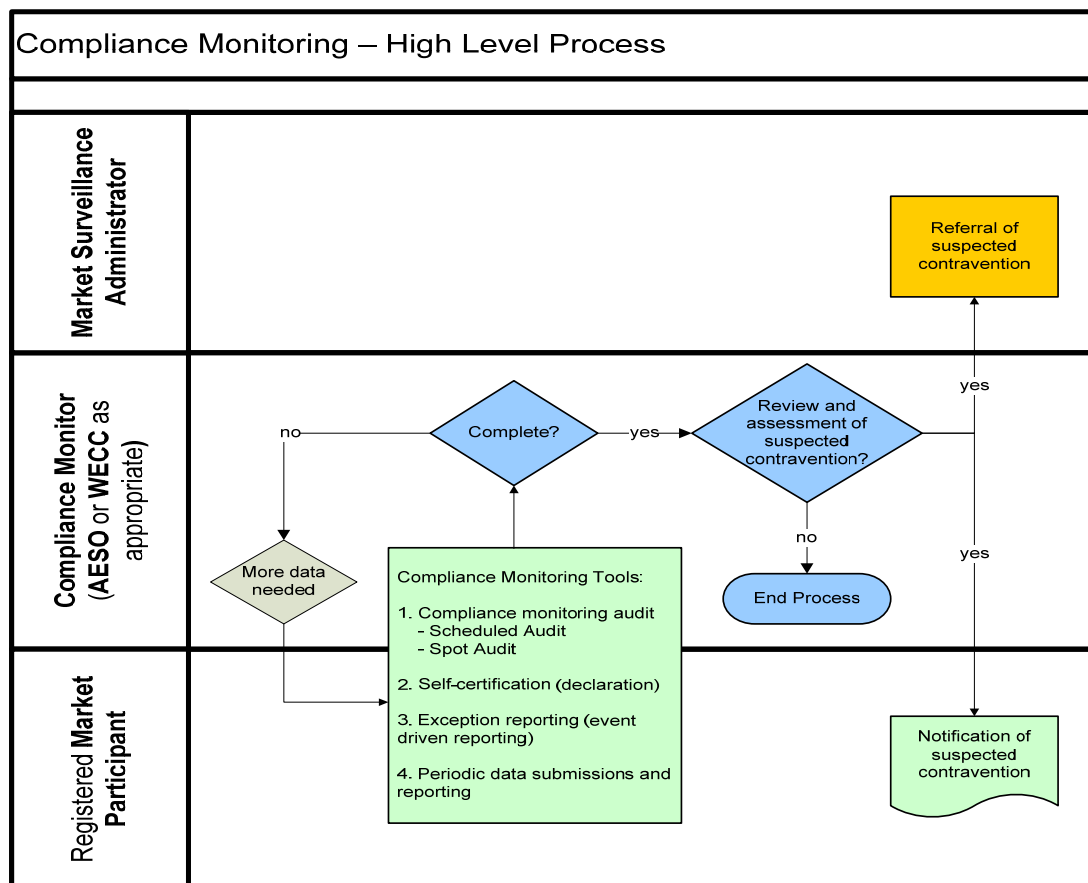 Compliance Monitoring – High Level Process
Market Surveillance
Administrator
Referral of
suspected
contravention
Compliance Monitor
(AESO or WECC as
appropriate)
no
Complete?
yes
Review and
assessment of
suspected
contravention?
yes
no
yes
More data
needed
End Process
Compliance Monitoring Tools:
1. Compliance monitoring audit
- Scheduled Audit
- Spot Audit
2. Self-certification (declaration)
3. Exception reporting (event
driven reporting)
4. Periodic data submissions and
reporting
Registered Market
Participant
Notification of
suspected
contravention